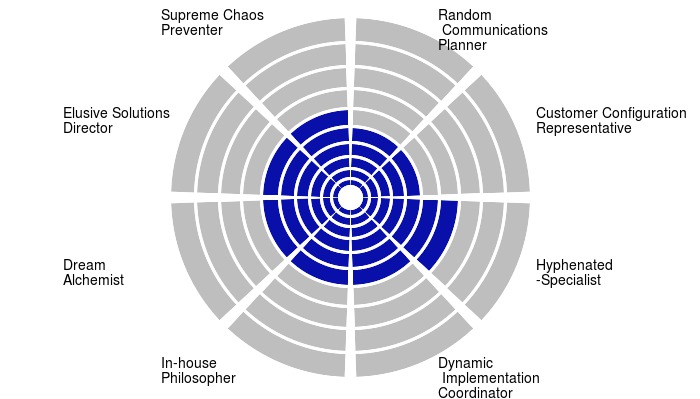 Supreme Chaos
Preventer
Random
Communications
Planner
Elusive Solutions
Director
Customer Configuration
Representative
Dream
Alchemist
Hyphenated
-Specialist
In-house
Philosopher
Dynamic
Implementation
Coordinator